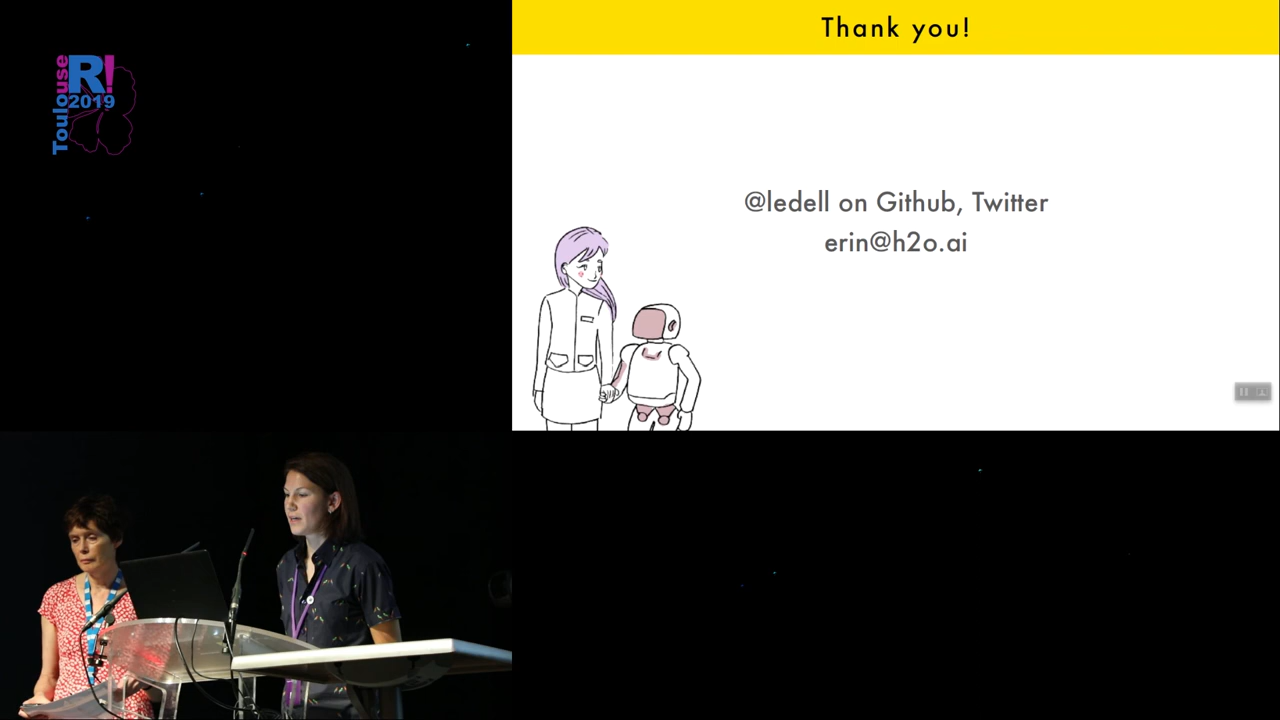 Toulouse
R!
2019
Thank you!
@ledell on Github, Twitter
erin@h2o.ai